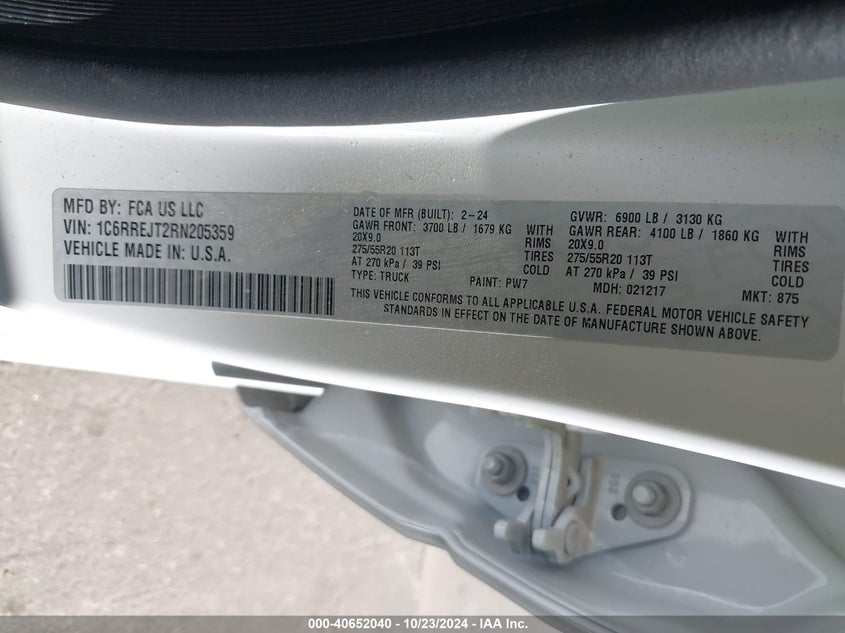 MFD BY: FCA US LLC
VIN: 1C6RREJT2RN205359
VEHICLE MADE IN: U.S.A.
DATE OF MFR (BUILT): 2-24 GVWR: 6900 LB / 3130 KG
GAWR FRONT: 3700 LB / 1679 KG WITH GAWR REAR: 4100 LB / 1860 KG WITH
20X9.0 RIMS 20X9.0 RIMS
275/55R20 113T TIRES 275/55R20 113T TIRES
AT 270 kPa / 39 PSI COLD AT 270 kPa / 39 PSI COLD
TYPE: TRUCK PAINT: PW7 MDH: 021217 MKT: 875
THIS VEHICLE CONFORMS TO ALL APPLICABLE U.S.A. FEDERAL MOTOR VEHICLE SAFETY
STANDARDS IN EFFECT ON THE DATE OF MANUFACTURE SHOWN ABOVE.
000-40652040 - 10/23/2024 - IAA Inc.